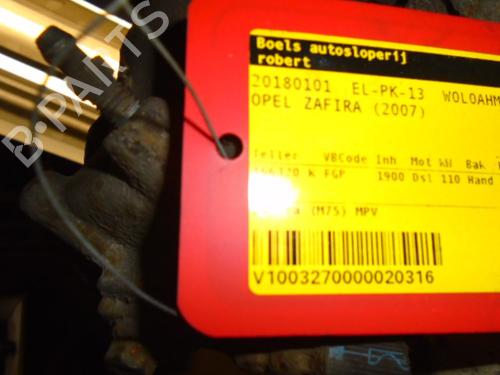 B-PARTS
Boels autosloperij
robert
20180101 EL-PK-13 WOLOAHM
OPEL ZAFIRA (2007)
Teller VBCode Inh Mot kW Bak
K FGP 1900 Dsl 110 Hand
(M75) MPV
V1003270000020316